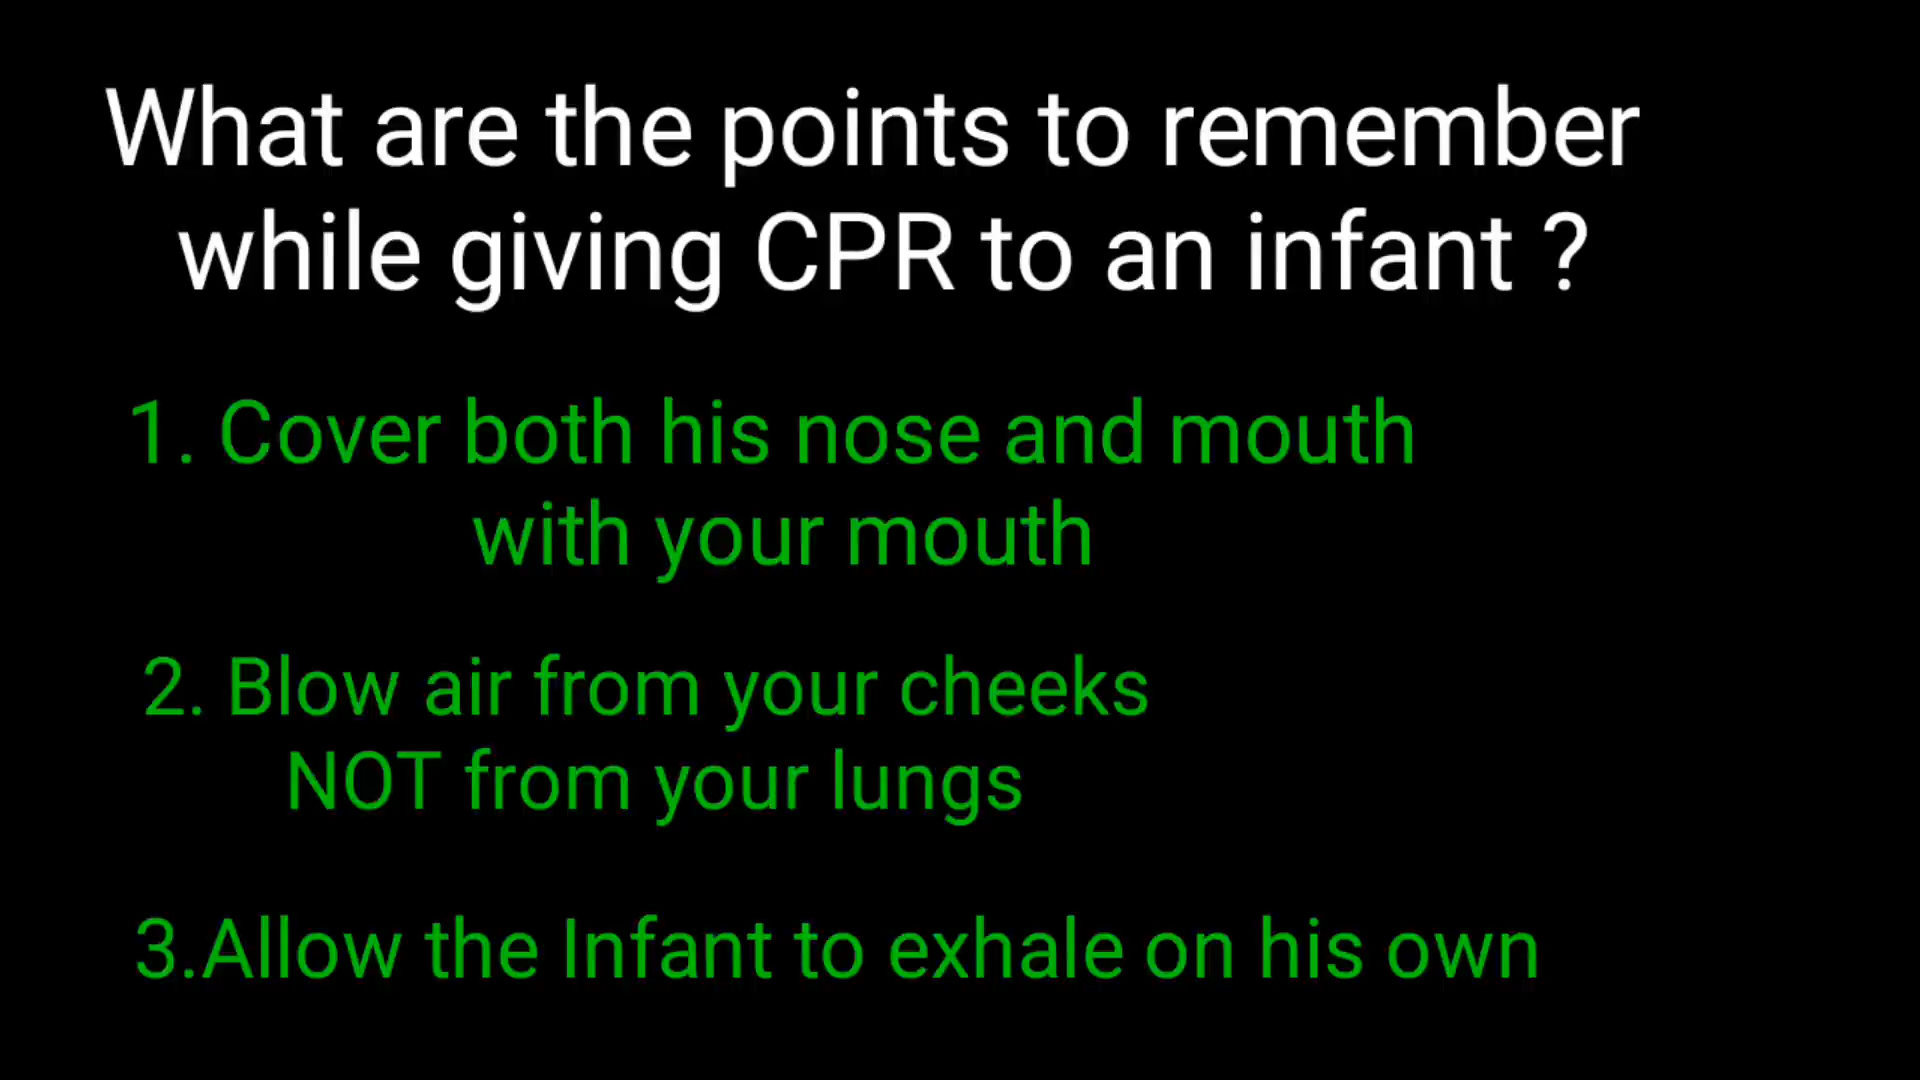 What are the points to remember
while giving CPR to an infant ?
1. Cover both his nose and mouth
with your mouth
2. Blow air from your cheeks
NOT from your lungs
3.Allow the Infant to exhale on his own